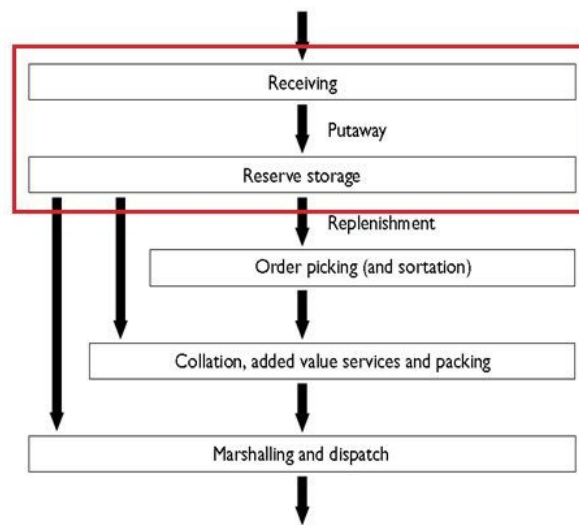 Receiving
Putaway
Reserve storage
Replenishment
Order picking (and sortation)
Collation, added value services and packing
Marshalling and dispatch